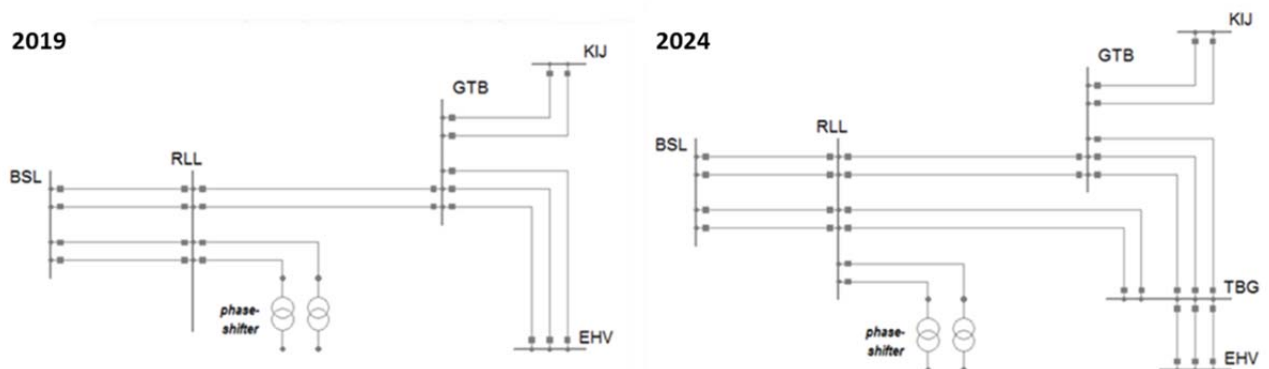 2019
KIJ
GTB
RLL
BSL
phase-
shifter
EHV
2024
KIJ
GTB
RLL
BSL
TBG
phase-
shifter
EHV